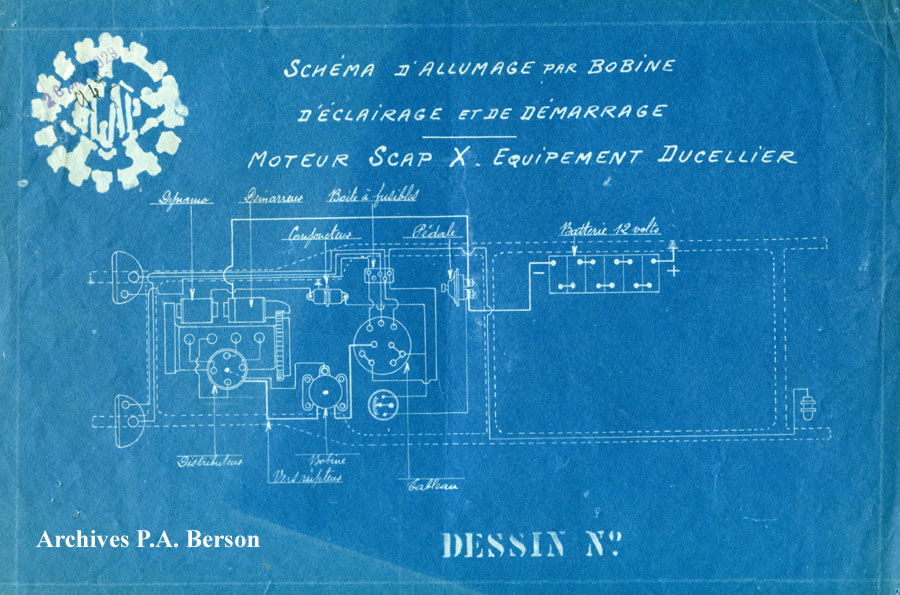 SCHÉMA D'ALLUMAGE PAR BOBINE
D'ÉCLAIRAGE ET DE DÉMARRAGE
MOTEUR SCAP X. EQUIPEMENT DUCELLIER
Dynamo Démarreur Boîte à fusibles
Conjoncteur Pédale Batterie 12 volts
- +
Distributeur Bobine
Vers rupteur Tableau
Archives P.A. Berson
DESSIN Nº